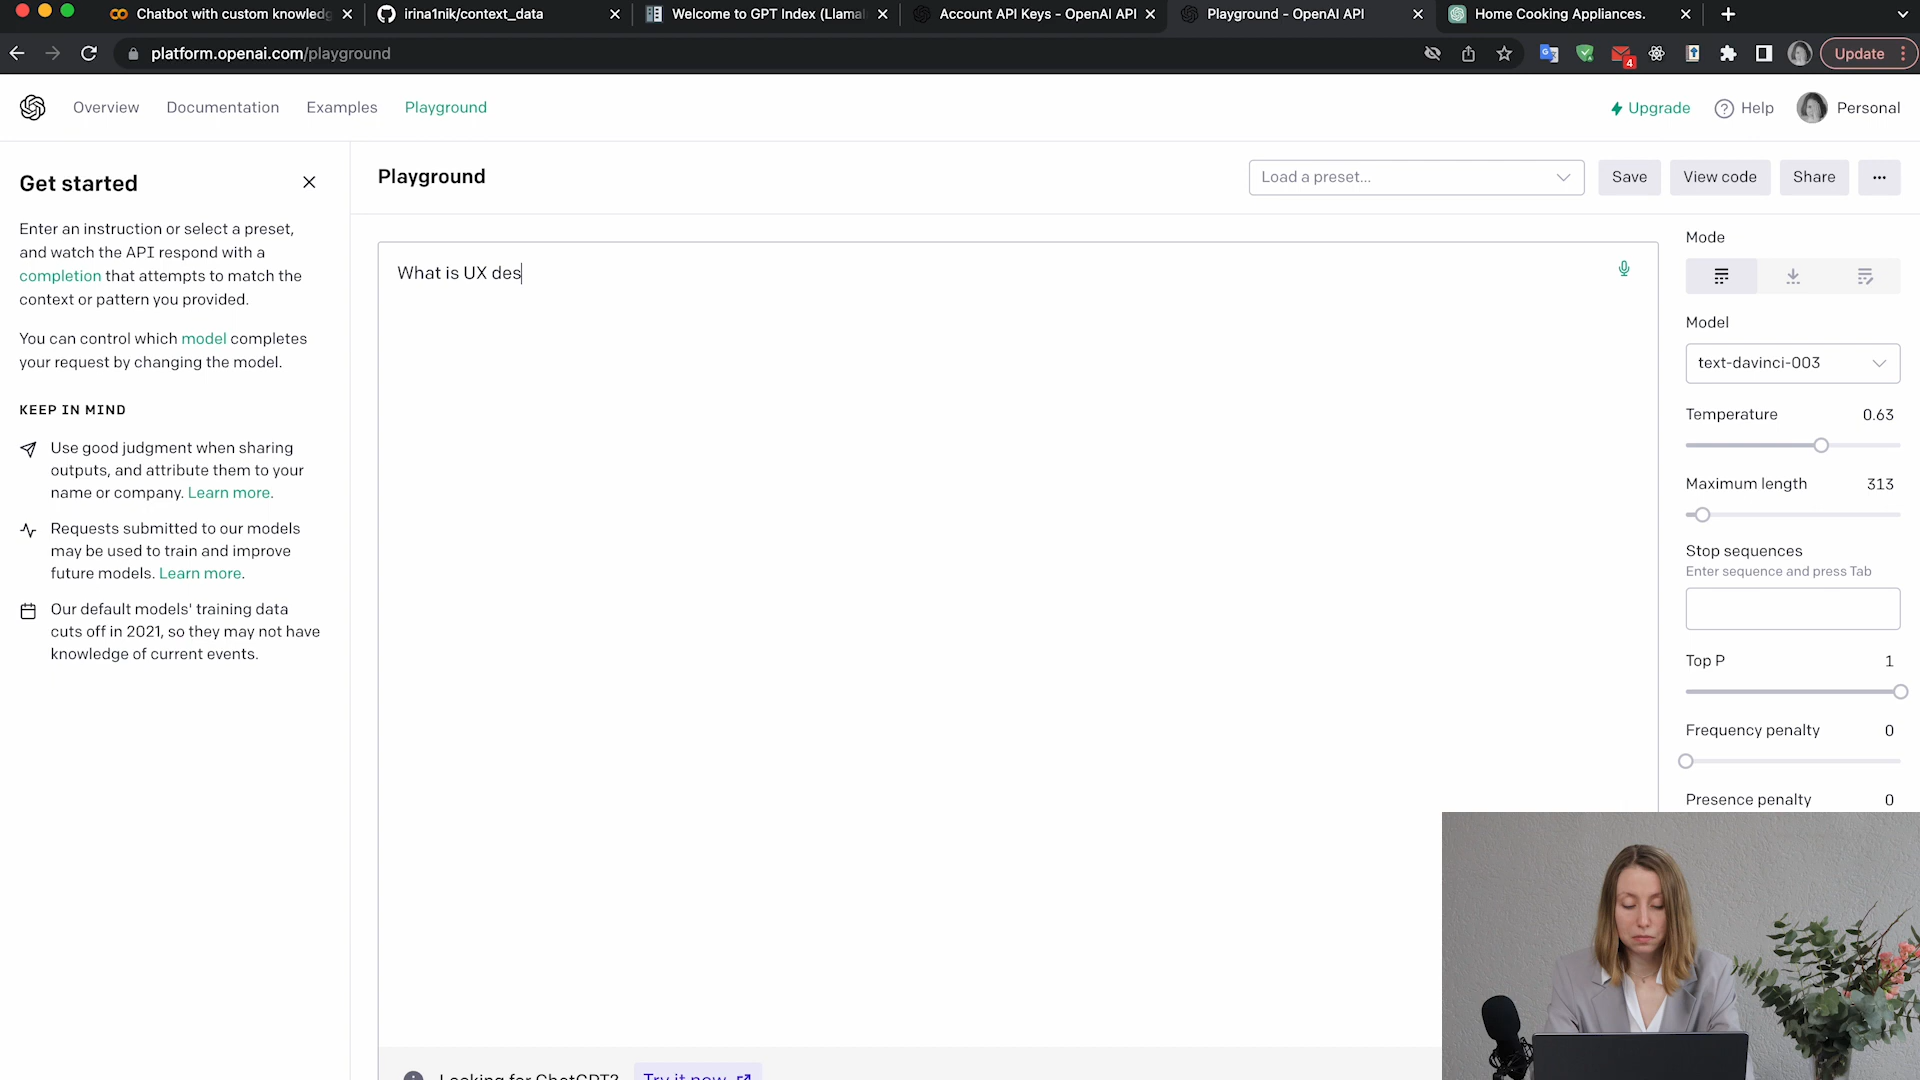 Chatbot with custom knowledg
irina1nik/context_data
Welcome to GPT Index (LlamaI
Account API Keys - OpenAI API
Playground - OpenAI API
Home Cooking Appliances.
platform.openai.com/playground
4
Update
Overview
Documentation
Examples
Playground
Upgrade
Help
Personal
Get started
Enter an instruction or select a preset,
and watch the API respond with a
completion that attempts to match the
context or pattern you provided.
You can control which model completes
your request by changing the model.
KEEP IN MIND
Use good judgment when sharing
outputs, and attribute them to your
name or company. Learn more.
Requests submitted to our models
may be used to train and improve
future models. Learn more.
Our default models' training data
cuts off in 2021, so they may not have
knowledge of current events.
Playground
Load a preset...
Save
View code
Share
What is UX des
Looking for ChatGPT?
Try it now
Mode
Model
text-davinci-003
Temperature 0.63
Maximum length 313
Stop sequences
Enter sequence and press Tab
Top P 1
Frequency penalty 0
Presence penalty 0